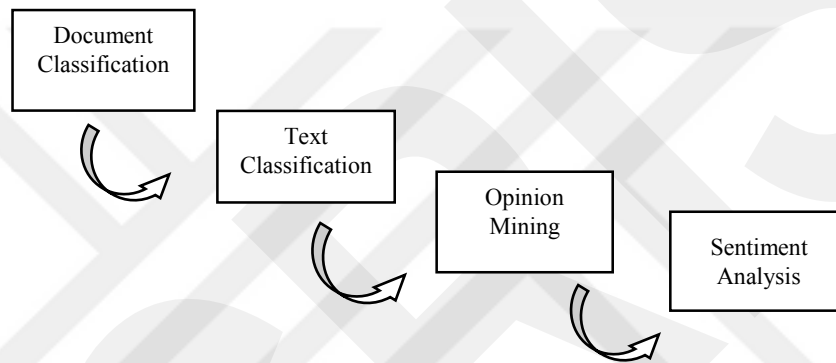 Document
Classification
Text
Classification
Opinion
Mining
Sentiment
Analysis